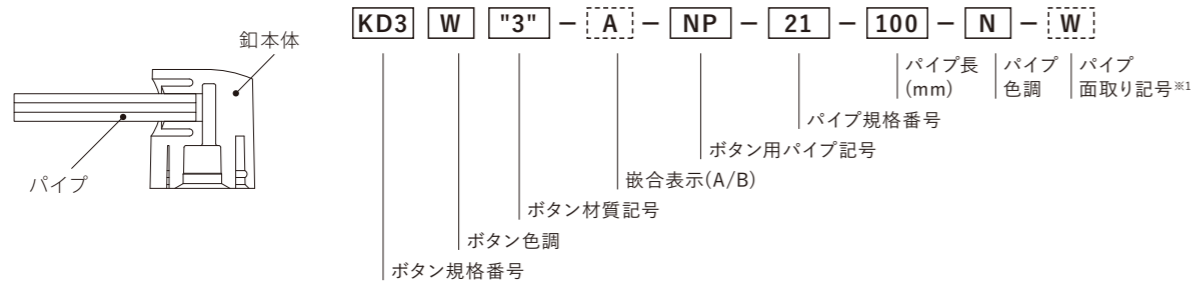 KD3 W "3" - A - NP - 21 - 100 - N - W
釦本体
パイプ
パイプ長
(mm)
パイプ
色調
パイプ
面取り記号※1
パイプ規格番号
ボタン用パイプ記号
嵌合表示(A/B)
ボタン材質記号
ボタン色調
ボタン規格番号